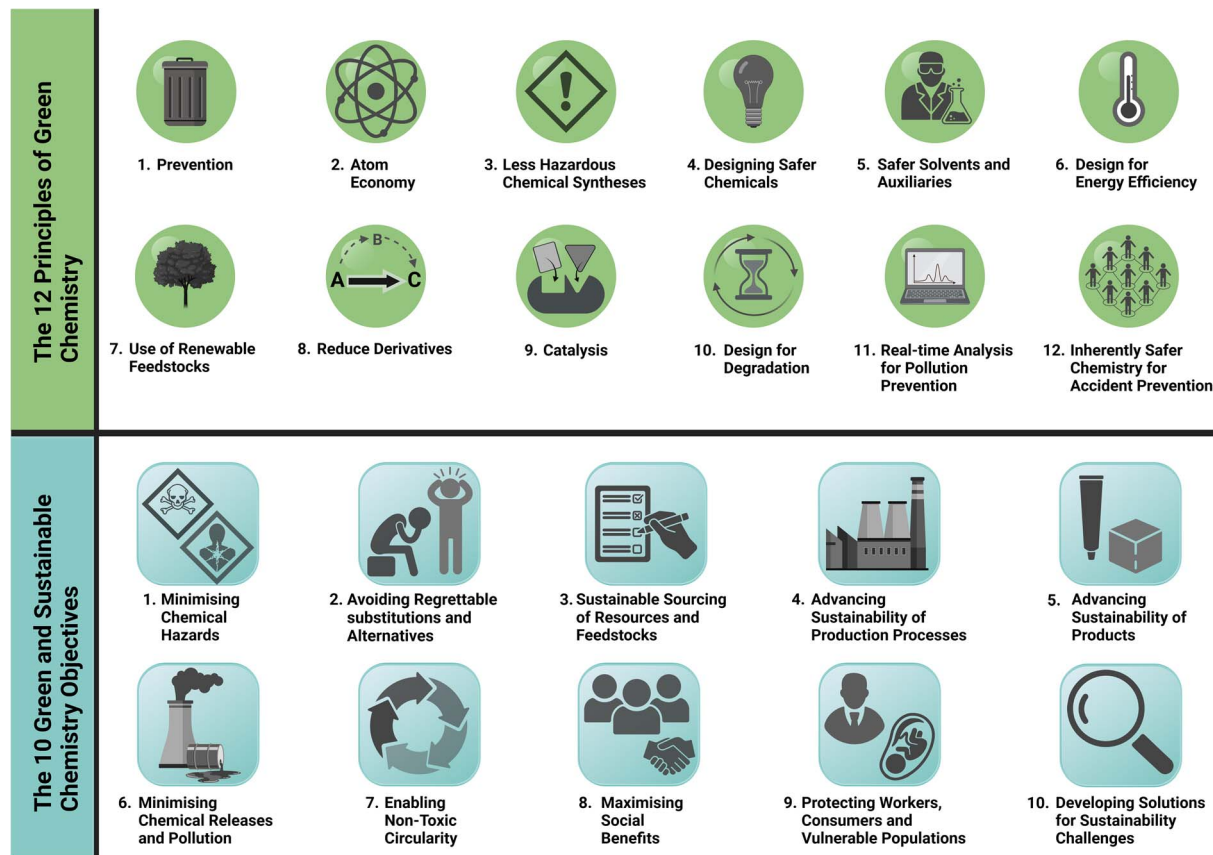 The 12 Principles of Green
Chemistry
1. Prevention
2. Atom
Economy
3. Less Hazardous
Chemical Syntheses
4. Designing Safer
Chemicals
5. Safer Solvents and
Auxiliaries
6. Design for
Energy Efficiency
A
B
C
7. Use of Renewable
Feedstocks
8. Reduce Derivatives
9. Catalysis
10. Design for
Degradation
11. Real-time Analysis
for Pollution
Prevention
12. Inherently Safer
Chemistry for
Accident Prevention
The 10 Green and Sustainable
Chemistry Objectives
1. Minimising
Chemical
Hazards
2. Avoiding Regrettable
substitutions and
Alternatives
3. Sustainable Sourcing
of Resources and
Feedstocks
4. Advancing
Sustainability of
Production Processes
5. Advancing
Sustainability of
Products
6. Minimising
Chemical Releases
and Pollution
7. Enabling
Non-Toxic
Circularity
8. Maximising
Social
Benefits
9. Protecting Workers,
Consumers and
Vulnerable Populations
10. Developing Solutions
for Sustainability
Challenges